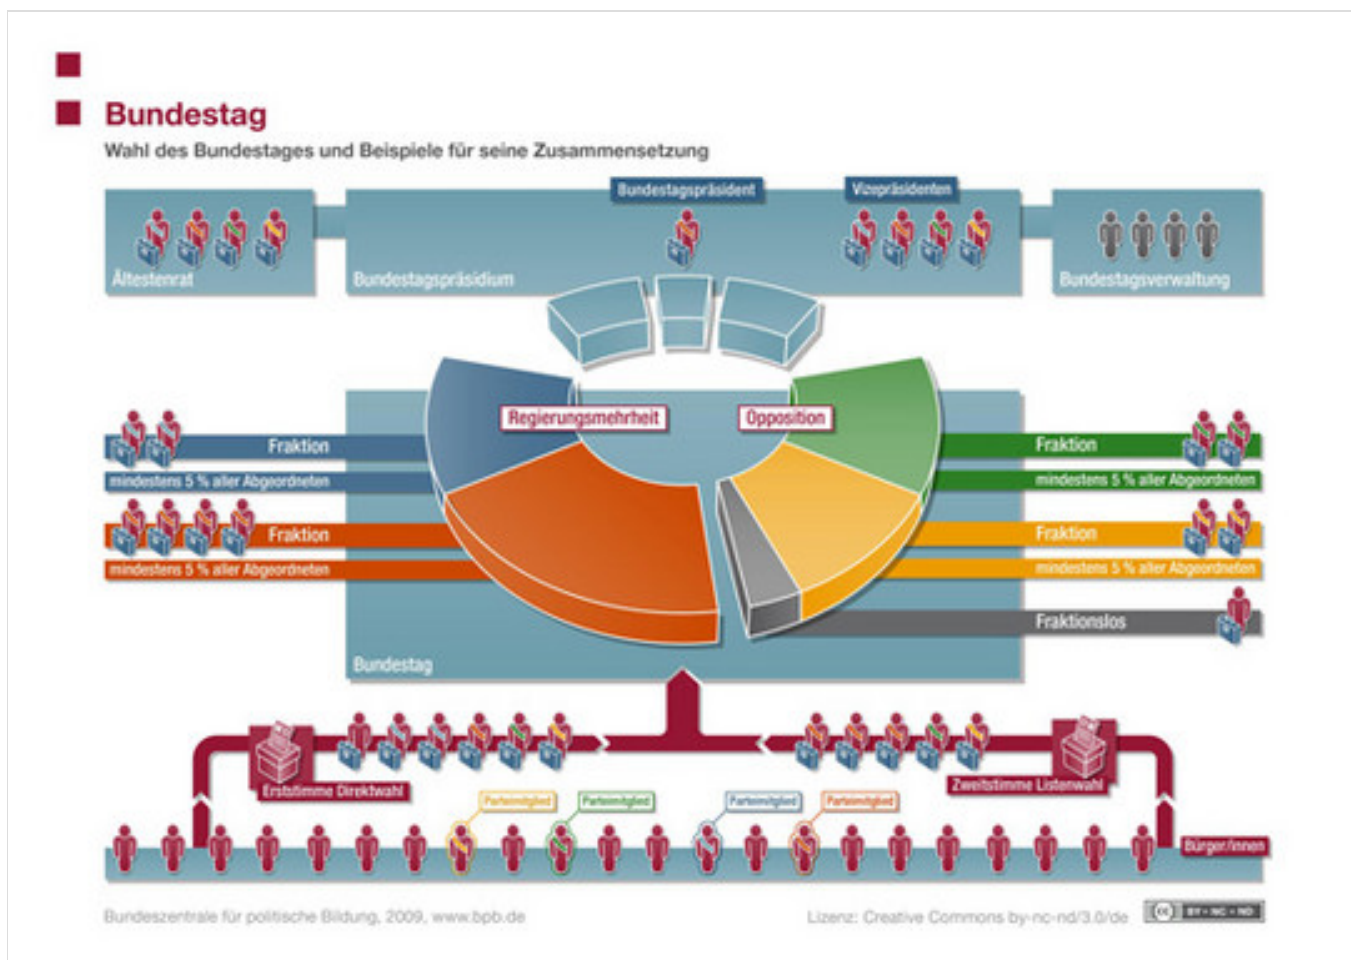 Bundestag
Wahl des Bundestages und Beispiele für seine Zusammensetzung
Bundestagspräsident
Vizepräsidenten
Ältestenrat
Bundestagspräsidium
Bundestagsverwaltung
Regierungsmehrheit
Opposition
Fraktion
mindestens 5 % aller Abgeordneten
Fraktion
mindestens 5 % aller Abgeordneten
Fraktion
mindestens 5 % aller Abgeordneten
Fraktion
mindestens 5 % aller Abgeordneten
Fraktionslos
Bundestag
Erststimme Direktwahl
Zweitstimme Listenwahl
Parteimitglied
Parteimitglied
Parteimitglied
Parteimitglied
Bürger/innen
Bundeszentrale für politische Bildung, 2009, www.bpb.de
Lizenz: Creative Commons by-nc-nd/3.0/de
cc BY - NC - ND